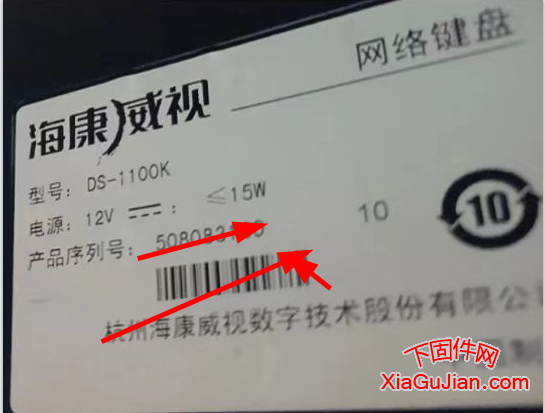 网络键盘
海康威视
型号: DS-1100K
电源: 12V ≤15W
产品序列号:
10
10
杭州海康威视数字技术股份有限公
下固件网
XiaGuJian.com